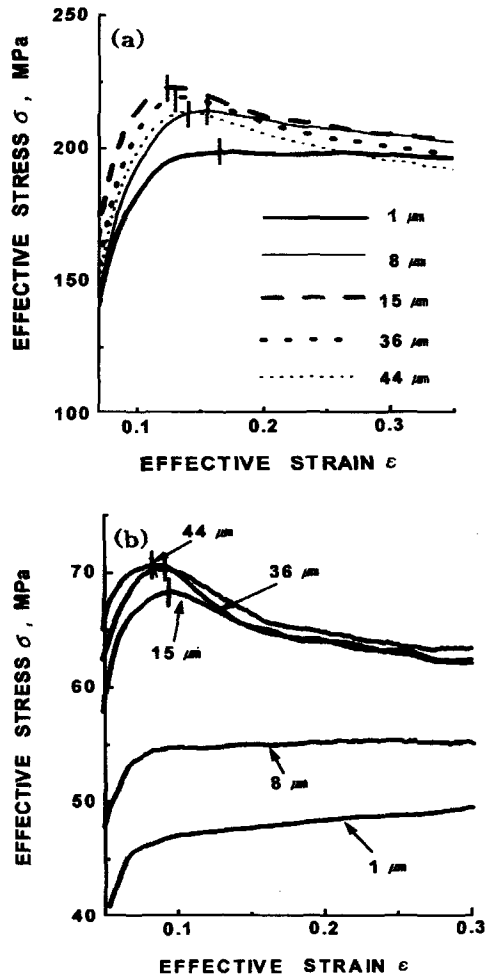 (a)
EFFECTIVE STRESS σ , MPa
250
200
150
100
1 μm
8 μm
15 μm
36 μm
44 μm
0.1
0.2
0.3
EFFECTIVE STRAIN ε
(b)
EFFECTIVE STRESS σ, MPa
70
60
50
40
44 μm
36 μm
15 μm
8 μm
1 μm
0.1
0.2
0.3
EFFECTIVE STRAIN ε